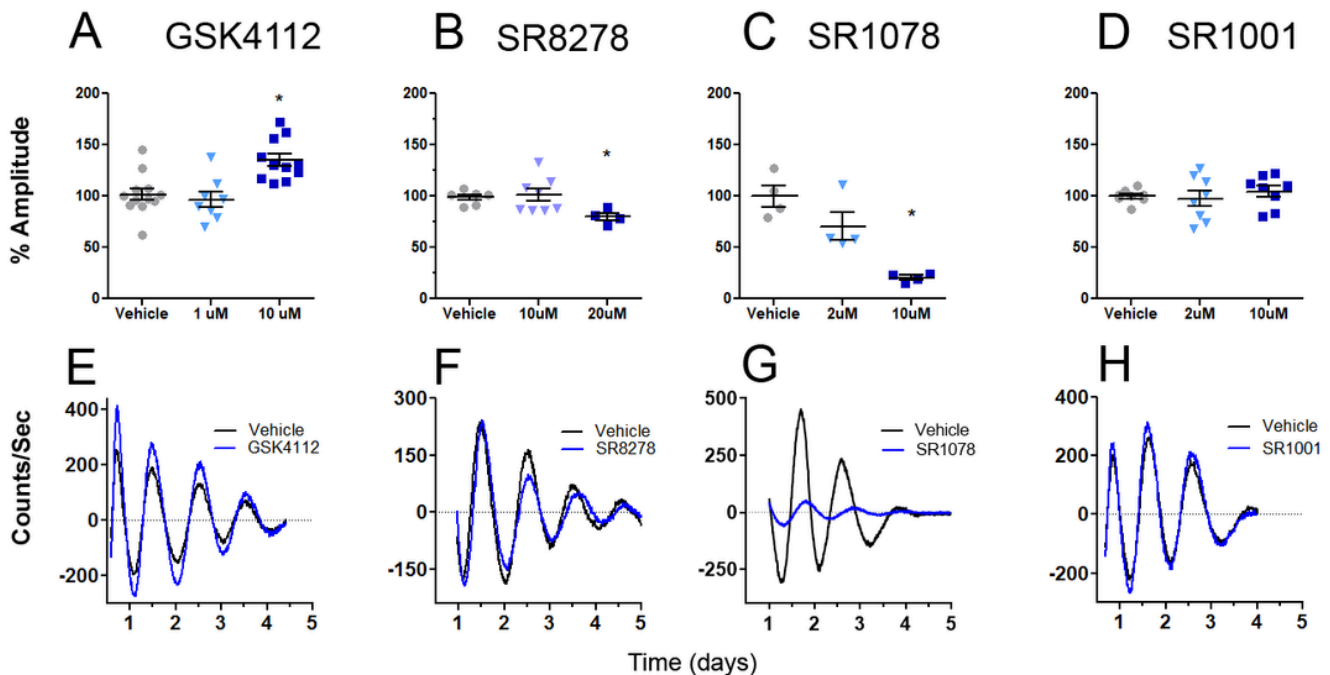 A GSK4112 B SR8278 C SR1078 D SR1001
% Amplitude
200 200 200 200
150 150 150 150
100 100 100 100
50 50 50 50
0 0 0 0
Vehicle 1 uM 10 uM Vehicle 10uM 20uM Vehicle 2uM 10uM Vehicle 2uM 10uM
E F G H
Counts/Sec
400 300 500 400
Vehicle Vehicle Vehicle Vehicle
GSK4112 SR8278 SR1078 SR1001
200 150 250 200
0 0 0 0
-200 -150 -250 -200
1 2 3 4 5 1 2 3 4 5 1 2 3 4 5 1 2 3 4 5
Time (days)